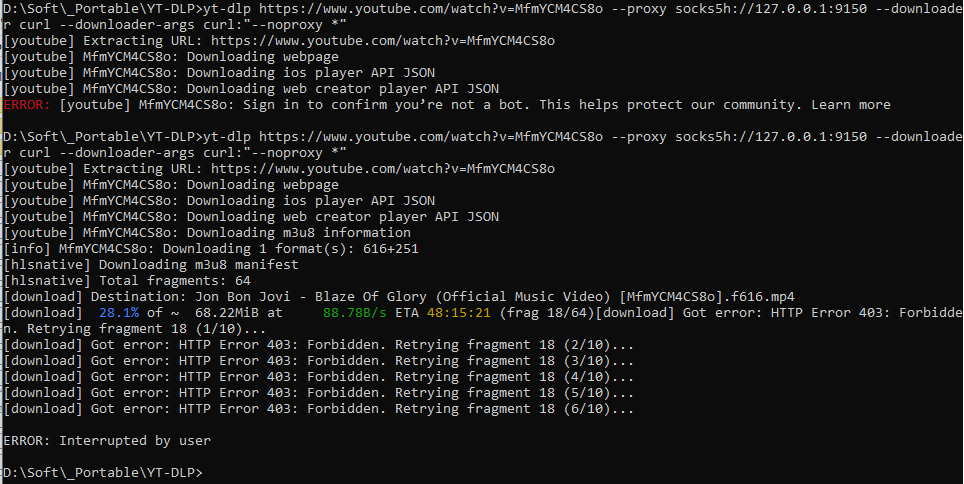 D:\Soft\_Portable\YT-DLP>yt-dlp https://www.youtube.com/watch?v=MfmYCM4CS8o --proxy socks5://127.0.0.1:9150 --downloade
r curl --downloader-args curl:"--noproxy *"
[youtube] Extracting URL: https://www.youtube.com/watch?v=MfmYCM4CS8o
[youtube] MfmYCM4CS8o: Downloading webpage
[youtube] MfmYCM4CS8o: Downloading ios player API JSON
[youtube] MfmYCM4CS8o: Downloading web creator player API JSON
ERROR: [youtube] MfmYCM4CS8o: Sign in to confirm you’re not a bot. This helps protect our community. Learn more
D:\Soft\_Portable\YT-DLP>yt-dlp https://www.youtube.com/watch?v=MfmYCM4CS8o --proxy socks5h://127.0.0.1:9150 --downloade
r curl --downloader-args curl:"--noproxy *"
[youtube] Extracting URL: https://www.youtube.com/watch?v=MfmYCM4CS8o
[youtube] MfmYCM4CS8o: Downloading webpage
[youtube] MfmYCM4CS8o: Downloading ios player API JSON
[youtube] MfmYCM4CS8o: Downloading web creator player API JSON
[youtube] MfmYCM4CS8o: Downloading m3u8 information
[info] MfmYCM4CS8o: Downloading 1 format(s): 616+251
[hlsnative] Downloading m3u8 manifest
[hlsnative] Total fragments: 64
[download] Destination: Jon Bon Jovi - Blaze Of Glory (Official Music Video) [MfmYCM4CS8o].f616.mp4
[download]  28.1% of ~  68.22MiB at     88.78B/s ETA 48:15:21 (frag 18/64)[download] Got error: HTTP Error 403: Forbidde
n. Retrying fragment 18 (1/10)...
[download] Got error: HTTP Error 403: Forbidden. Retrying fragment 18 (2/10)...
[download] Got error: HTTP Error 403: Forbidden. Retrying fragment 18 (3/10)...
[download] Got error: HTTP Error 403: Forbidden. Retrying fragment 18 (4/10)...
[download] Got error: HTTP Error 403: Forbidden. Retrying fragment 18 (5/10)...
[download] Got error: HTTP Error 403: Forbidden. Retrying fragment 18 (6/10)...
ERROR: Interrupted by user
D:\Soft\_Portable\YT-DLP>